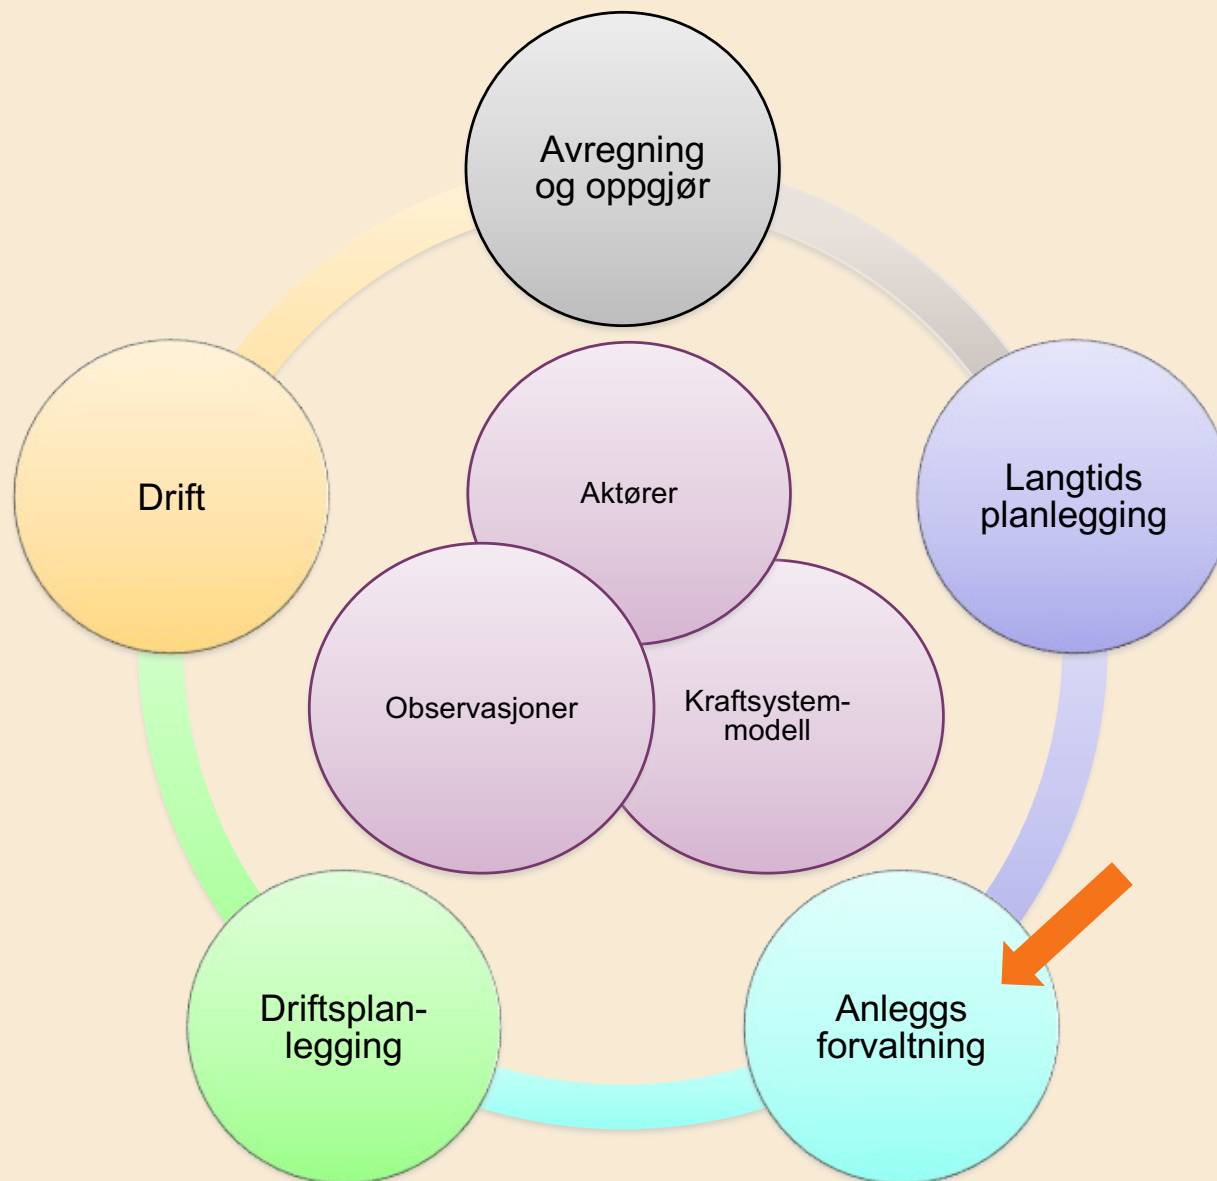 Avregning
og oppgjør
Drift
Aktører
Langtids
planlegging
Observasjoner
Kraftsystem-
modell
Driftsplan-
legging
Anleggs
forvaltning